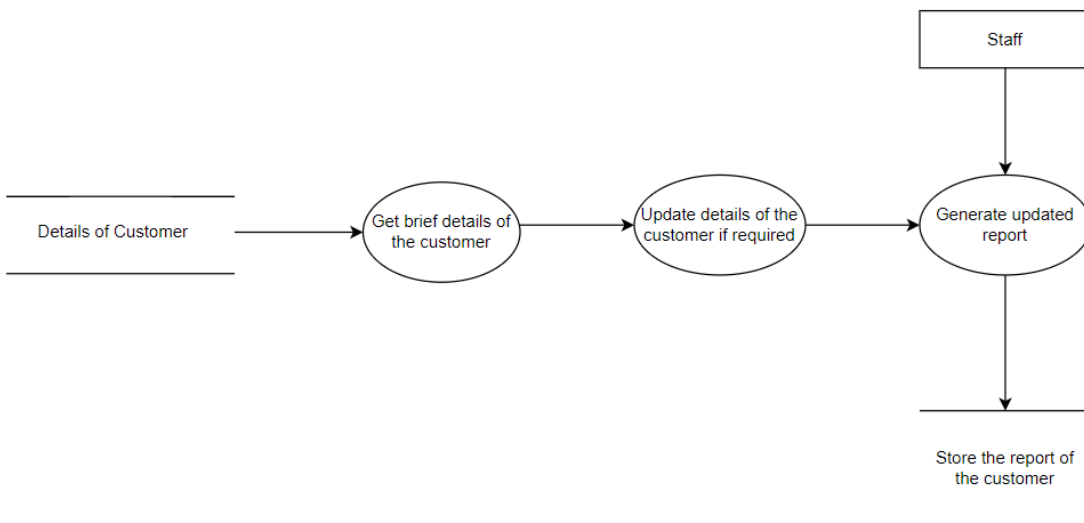 Staff
Details of Customer
Get brief details of
the customer
Update details of the
customer if required
Generate updated
report
Store the report of
the customer